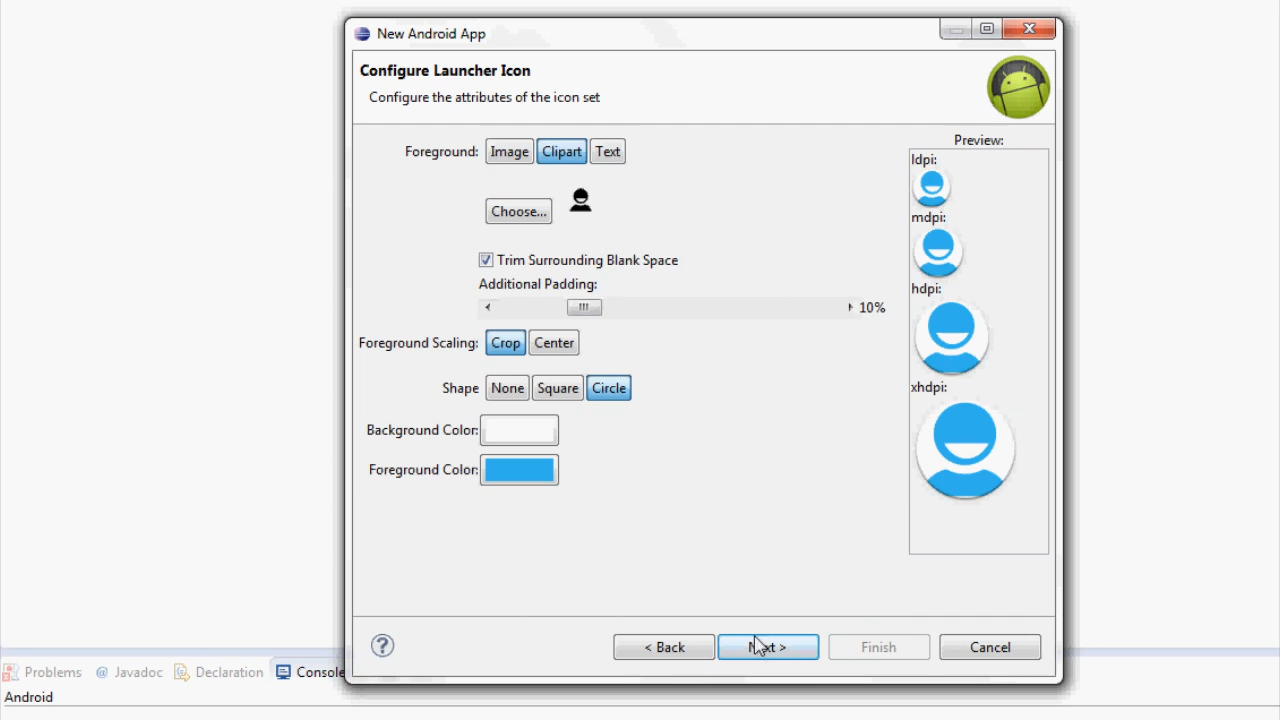 New Android App
Configure Launcher Icon
Configure the attributes of the icon set
Foreground: Image Clipart Text
Choose...
Trim Surrounding Blank Space
Additional Padding:
10%
Foreground Scaling: Crop Center
Shape None Square Circle
Background Color:
Foreground Color:
Preview:
ldpi:
mdpi:
hdpi:
xhdpi:
? < Back Next > Finish Cancel
Problems @ Javadoc Declaration Console
Android